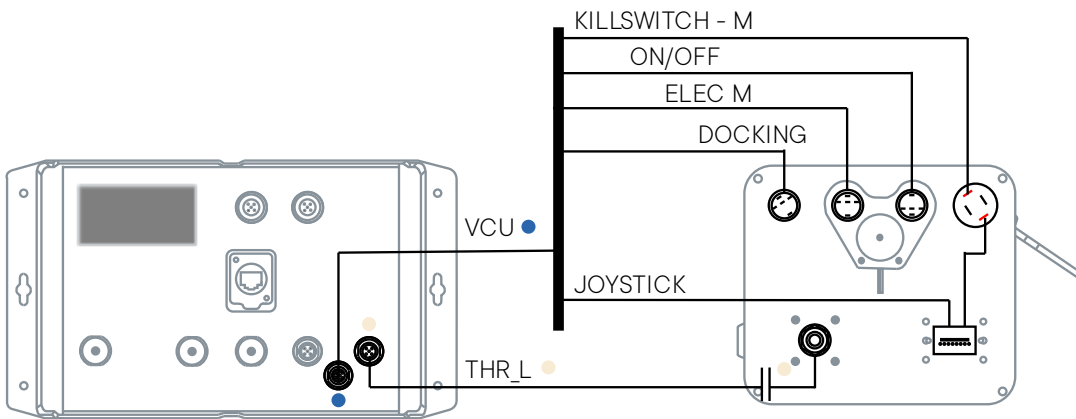 KILLSWITCH - M
ON/OFF
ELEC M
DOCKING
VCU
JOYSTICK
THR_L